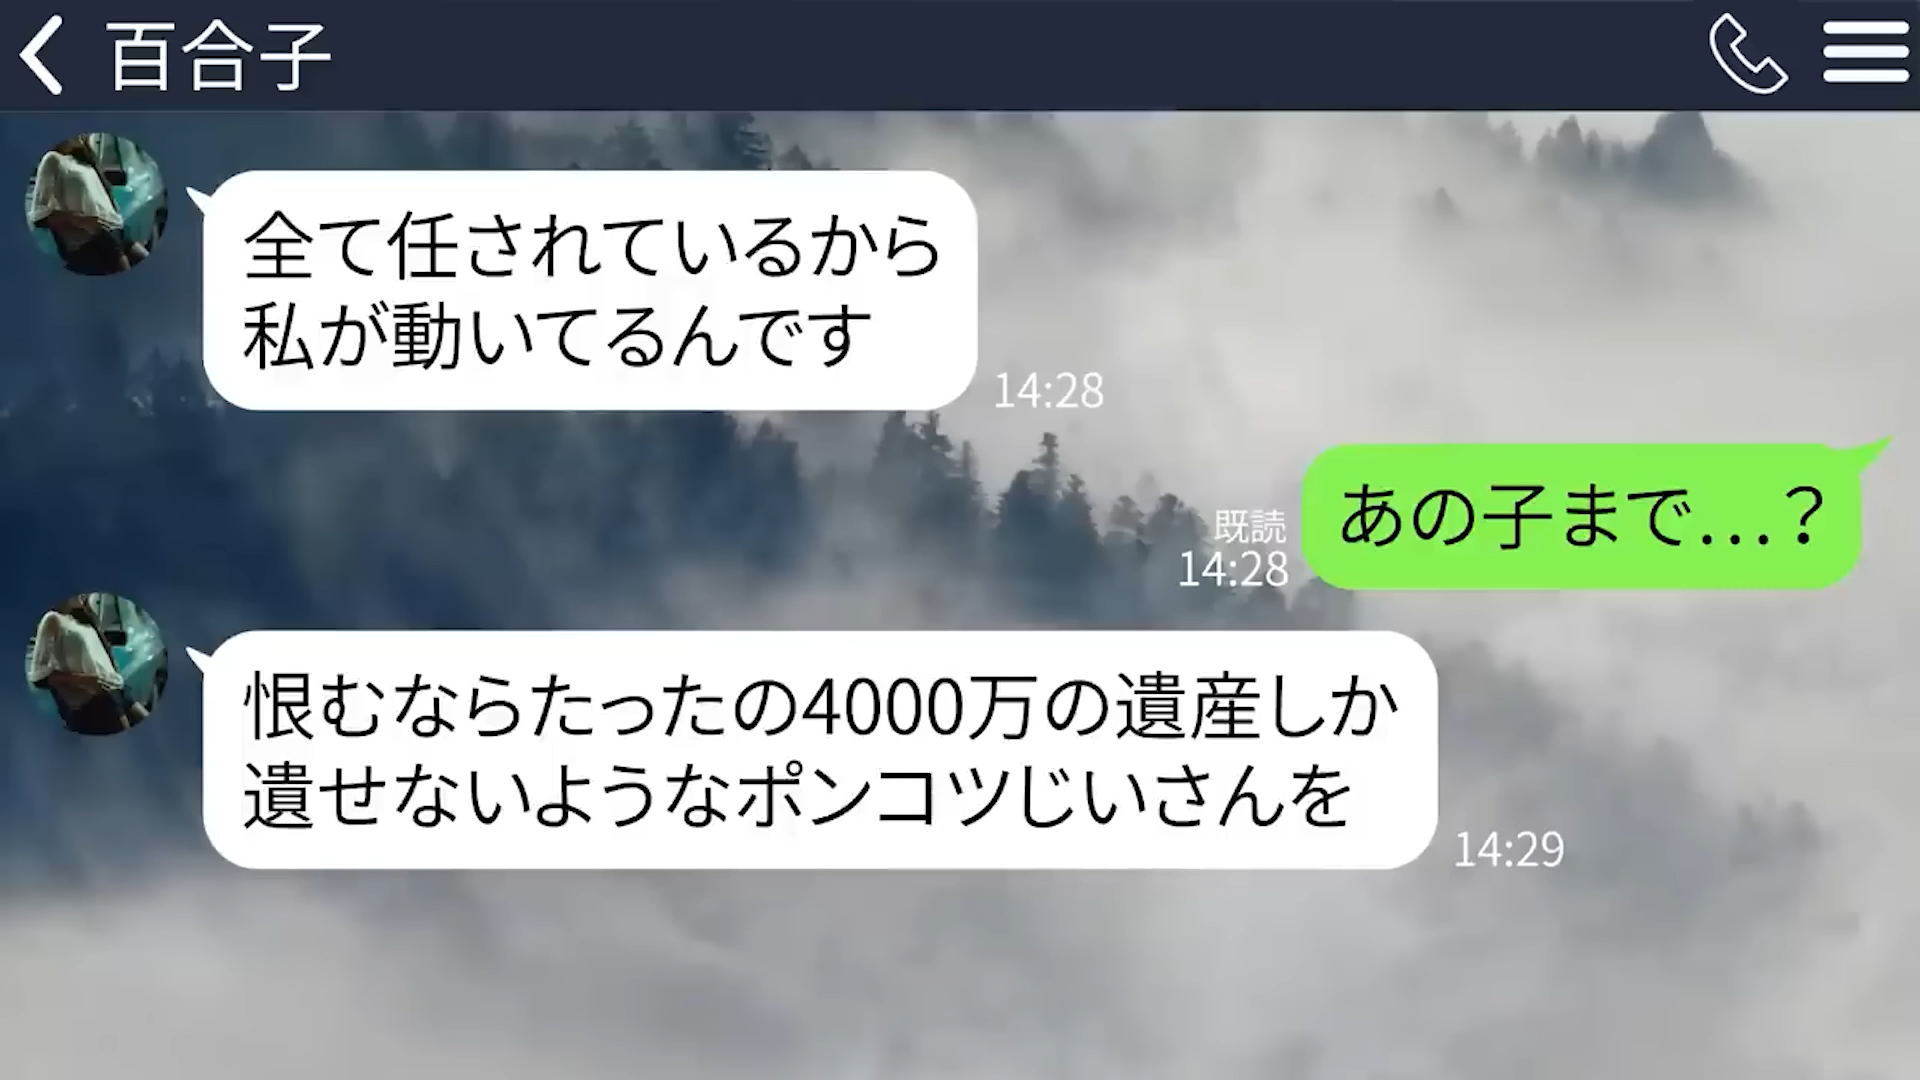 百合子
全て任されているから
私が動いてるんです
14:28
あの子まで…？
既読
14:28
恨むならたったの4000万の遺産しか
遺せないようなポンコツじいさんを
14:29